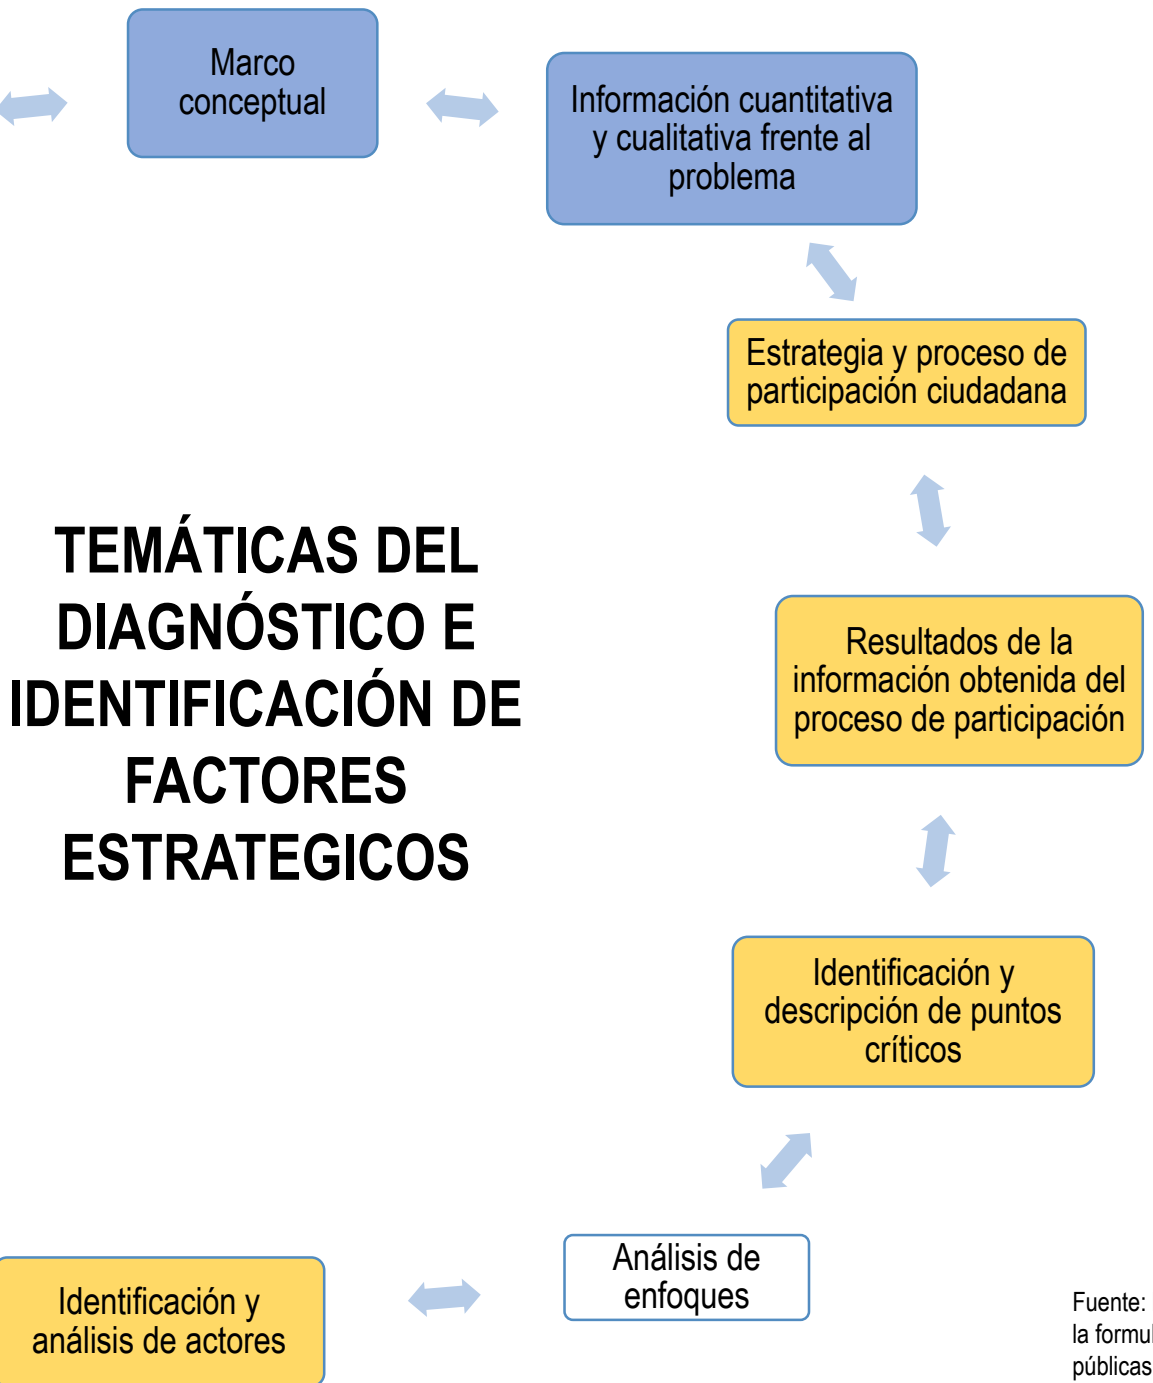 Marco
conceptual
Información cuantitativa
y cualitativa frente al
problema
Estrategia y proceso de
participación ciudadana
TEMÁTICAS DEL
DIAGNÓSTICO E
IDENTIFICACIÓN DE
FACTORES
ESTRATEGICOS
Resultados de la
información obtenida del
proceso de participación
Identificación y
descripción de puntos
críticos
Análisis de
enfoques
Identificación y
análisis de actores
Fuente:
la
públicas